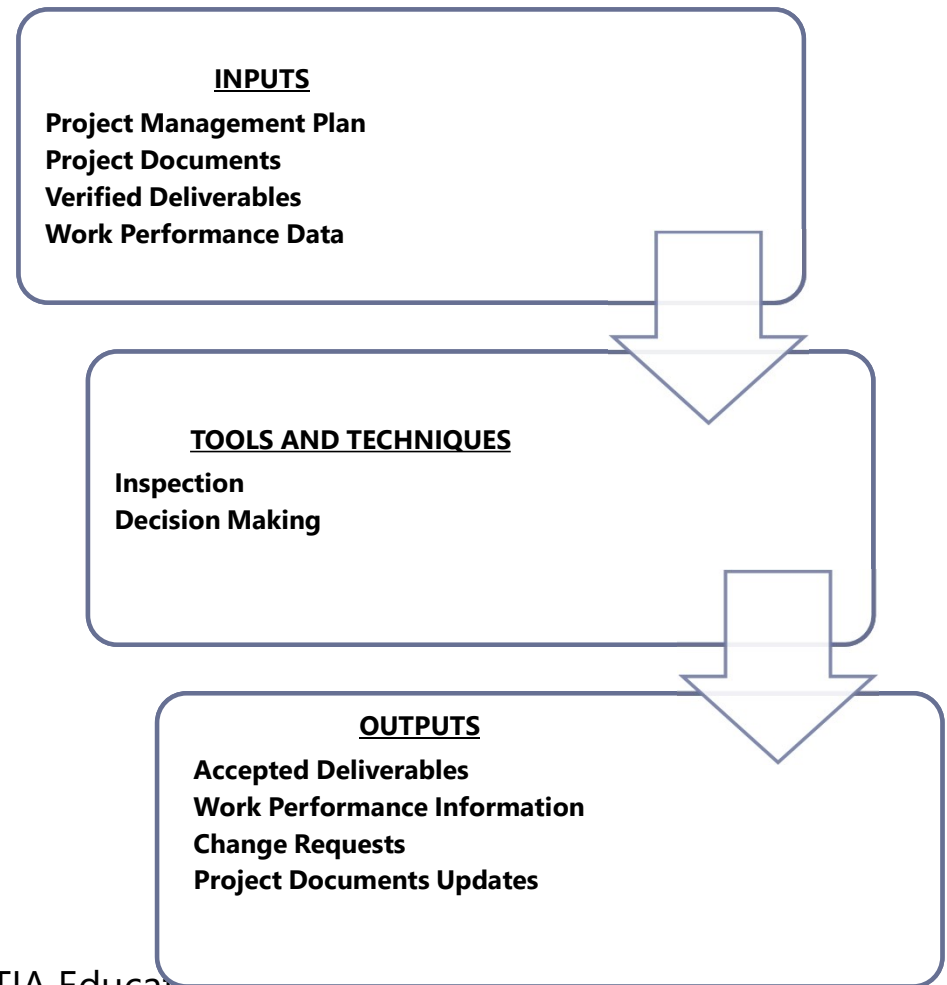 INPUTS
Project Management Plan
Project Documents
Verified Deliverables
Work Performance Data
TOOLS AND TECHNIQUES
Inspection
Decision Making
OUTPUTS
Accepted Deliverables
Work Performance Information
Change Requests
Project Documents Updates